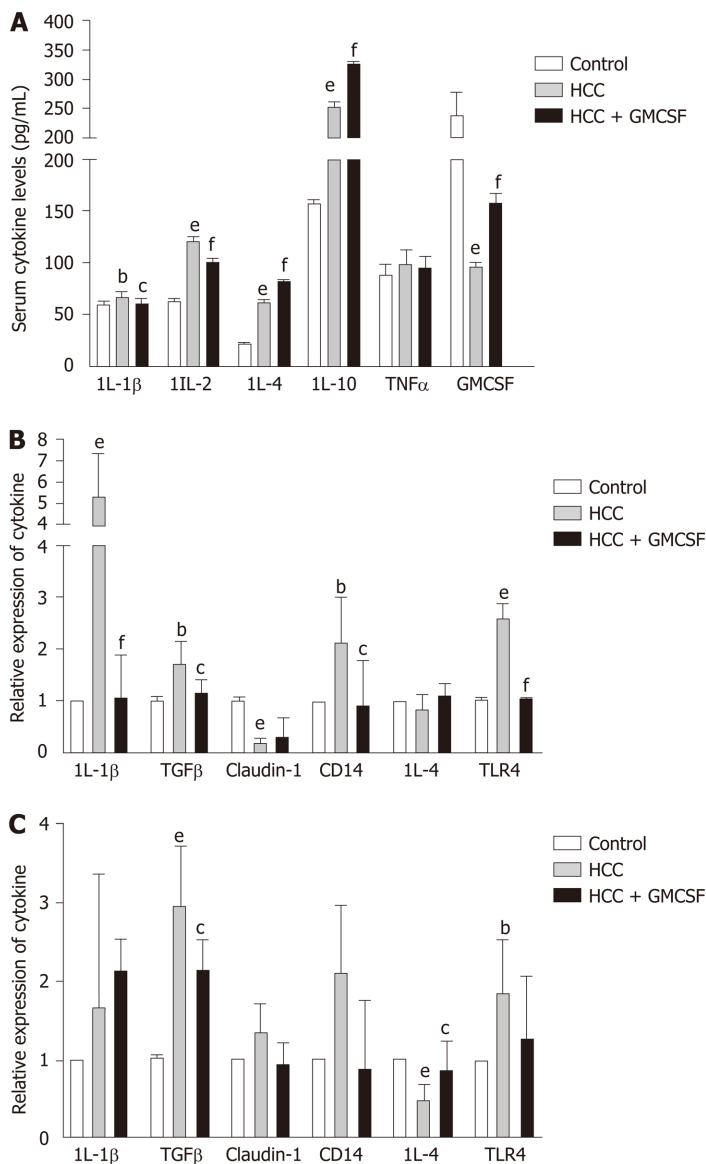 A
Serum cytokine levels (pg/mL)
400
350
300
250
200
200
150
100
50
0
b
c
e
f
e
f
e
f
e
f
1L-1β
1IL-2
1L-4
1L-10
TNFα
GMCSF
Control
HCC
HCC + GMCSF
B
Relative expression of cytokine
8
7
6
5
4
4
3
2
1
0
e
f
b
c
e
b
c
e
f
1L-1β
TGFβ
Claudin-1
CD14
1L-4
TLR4
Control
HCC
HCC + GMCSF
C
Relative expression of cytokine
4
3
2
1
0
e
c
e
c
b
1L-1β
TGFβ
Claudin-1
CD14
1L-4
TLR4
Control
HCC
HCC + GMCSF